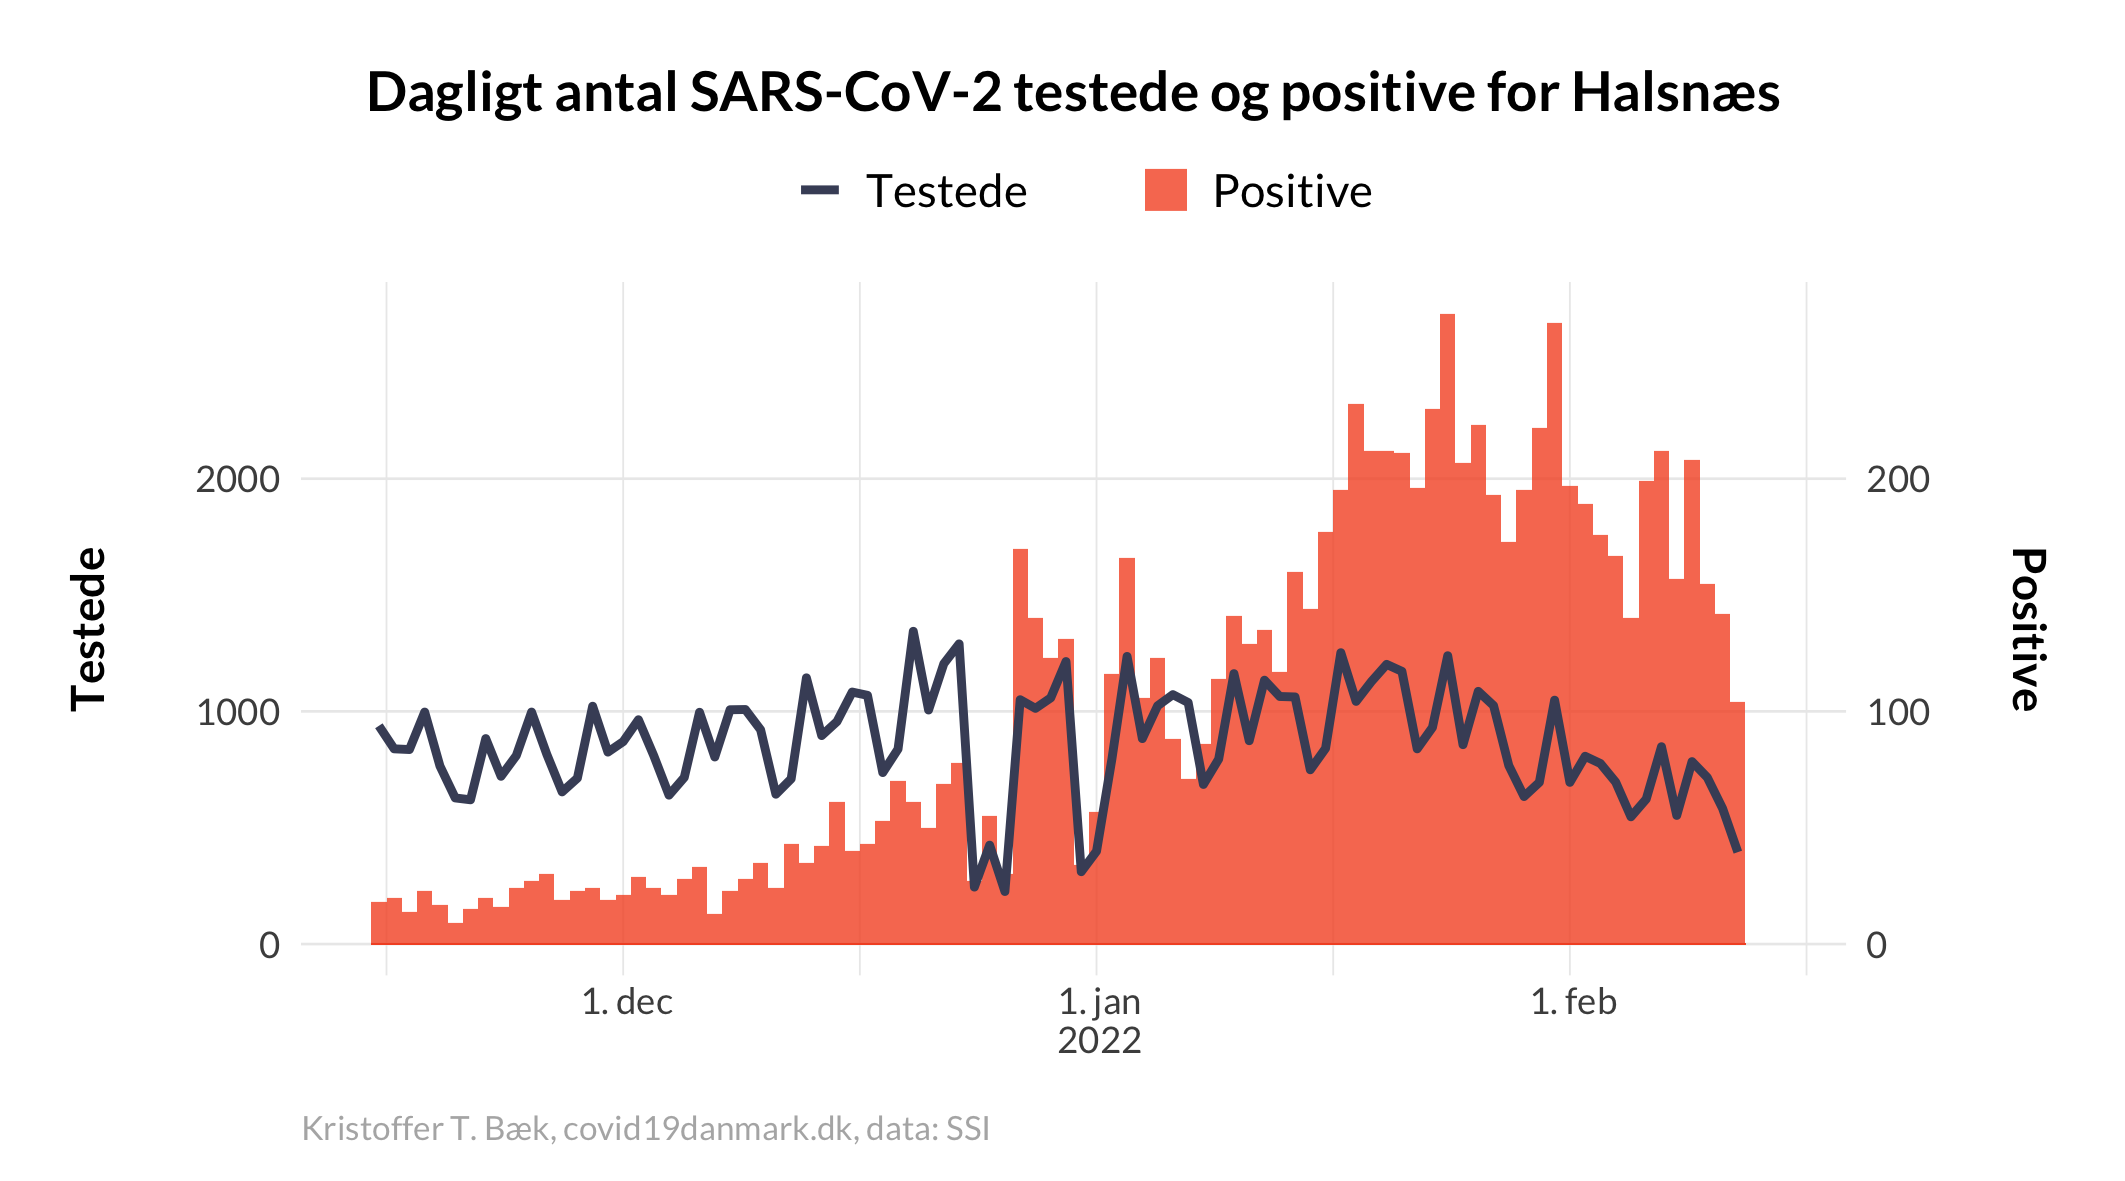 Dagligt antal SARS-CoV-2 testede og positive for Halsnæs
Testede
Positive
2000
1000
0
Testede
200
100
0
Positive
1. dec
1. jan
2022
1. feb
Kristoffer T. Bæk, covid19danmark.dk, data: SSI